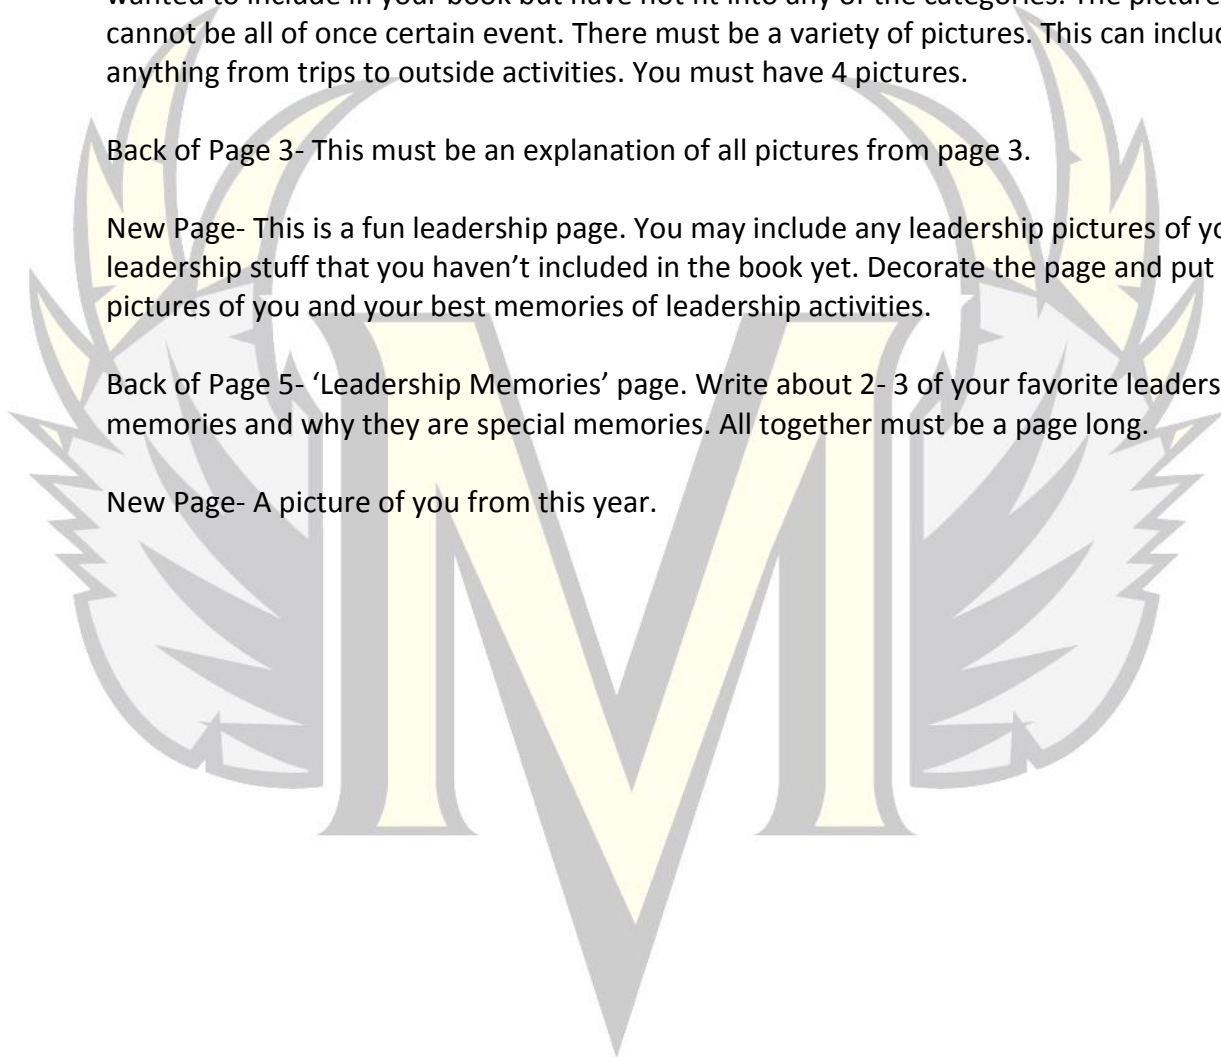 wanted to include in your book but have not fit into any of the categories. The picture
cannot be all of once certain event. There must be a variety of pictures. This can includ
anything from trips to outside activities. You must have 4 pictures.
Back of Page 3- This must be an explanation of all pictures from page 3.
New Page- This is a fun leadership page. You may include any leadership pictures of yo
leadership stuff that you haven’t included in the book yet. Decorate the page and put
pictures of you and your best memories of leadership activities.
Back of Page 5- ‘Leadership Memories’ page. Write about 2- 3 of your favorite leaders
memories and why they are special memories. All together must be a page long.
New Page- A picture of you from this year.
M